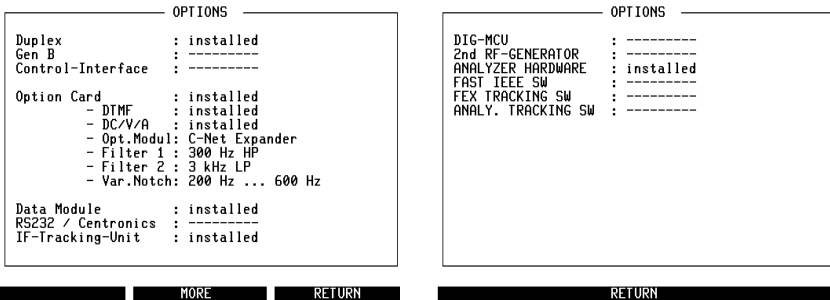 OPTIONS
Duplex : installed
Gen B : ---------
Control-Interface : ---------
Option Card : installed
- DTMF : installed
- DC/V/A : installed
- Opt.Modul: C-Net Expander
- Filter 1 : 300 Hz HP
- Filter 2 : 3 kHz LP
- Var.Notch: 200 Hz ... 600 Hz
Data Module : installed
RS232 / Centronics : ---------
IF-Tracking-Unit : installed
MORE RETURN
OPTIONS
DIG-MCU : ---------
2nd RF-GENERATOR : ---------
ANALYZER HARDWARE : installed
FAST IEEE SW : ---------
FEX TRACKING SW : ---------
ANALY. TRACKING SW : ---------
RETURN